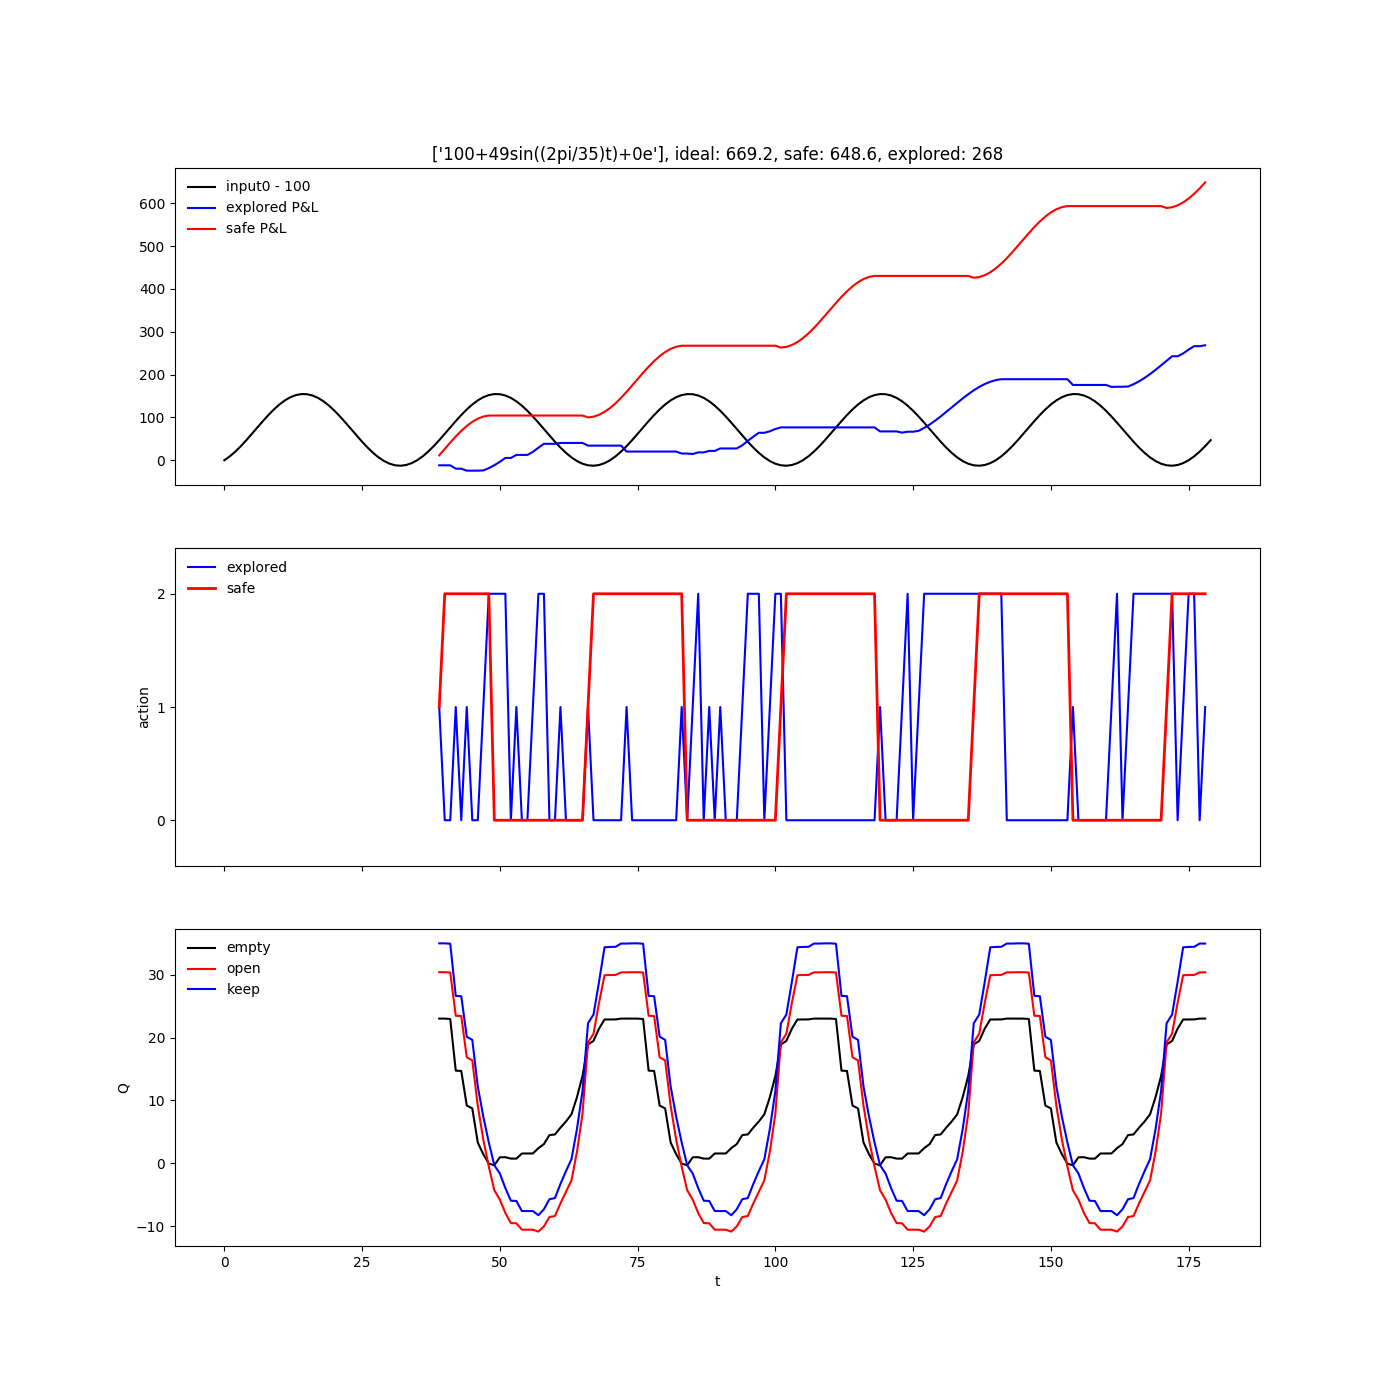 ['100+49sin((2pi/35)t)+0e'], ideal: 669.2, safe: 648.6, explored: 268
input0 - 100
explored P&L
safe P&L
600
500
400
300
200
100
0
explored
safe
2
1
0
action
empty
open
keep
30
20
10
0
−10
Q
0 25 50 75 100 125 150 175
t